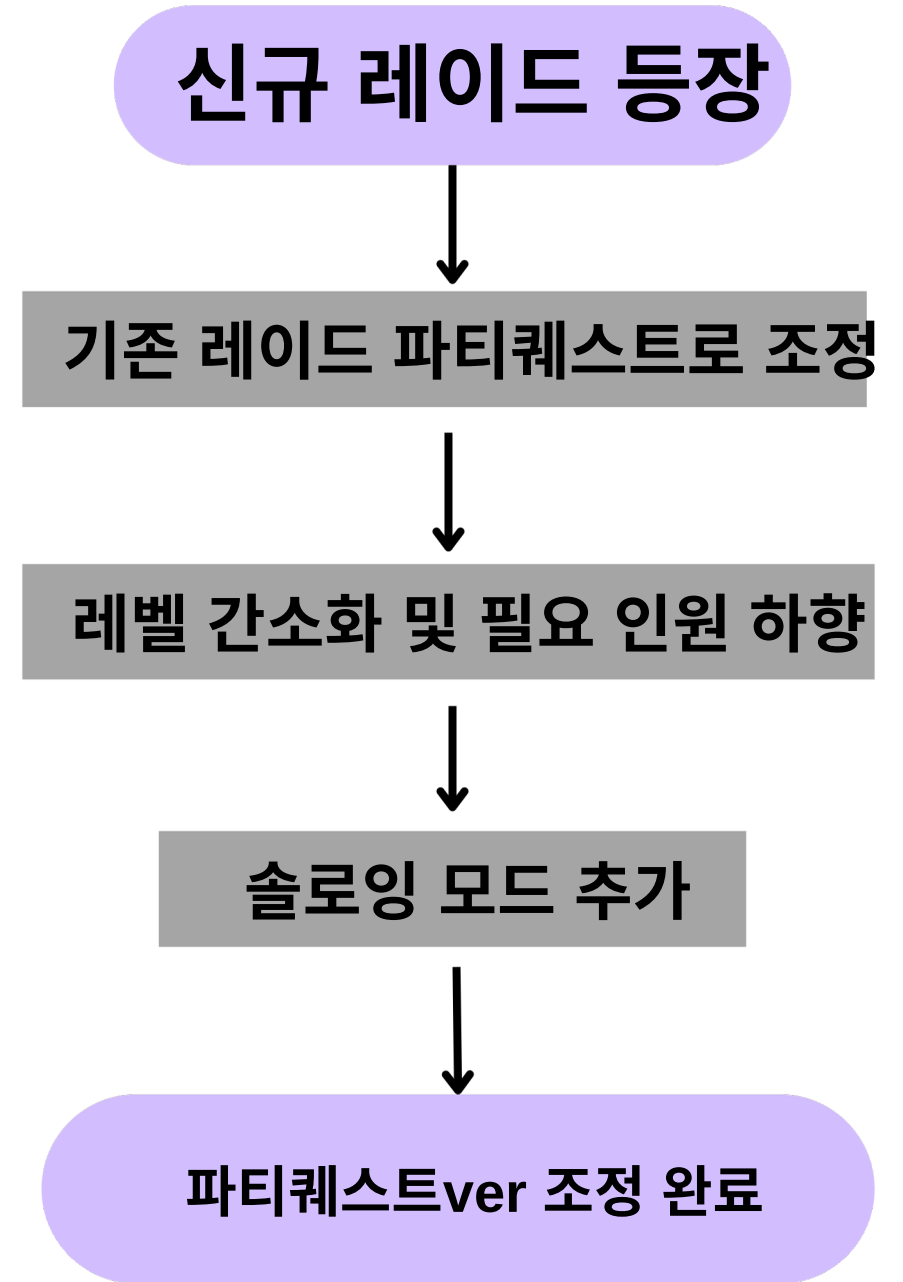 신규 레이드 등장
기존 레이드 파티퀘스트로 조정
레벨 간소화 및 필요 인원 하향
솔로잉 모드 추가
파티퀘스트ver 조정 완료